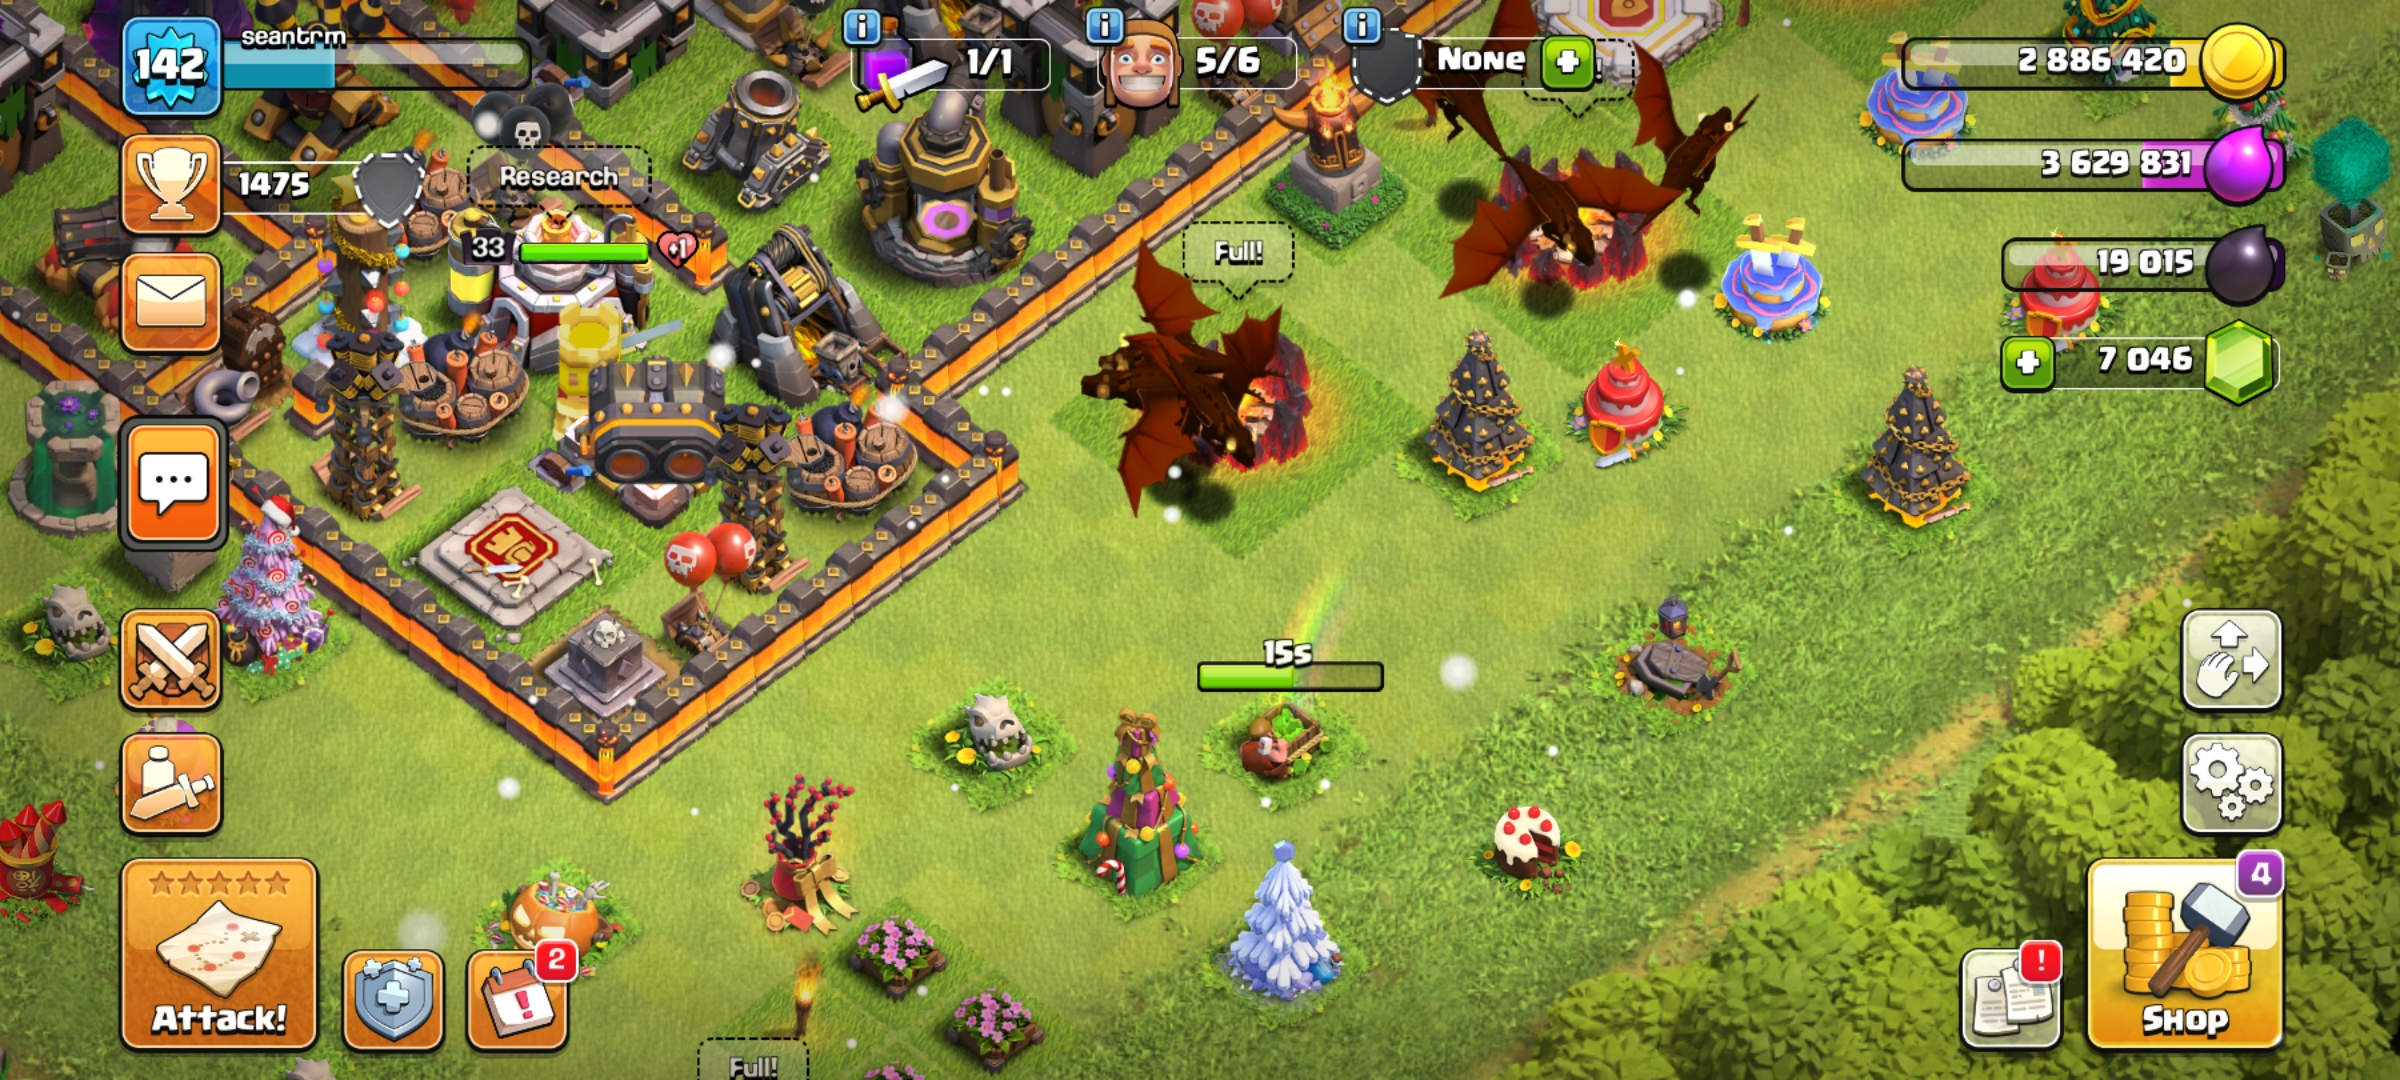 142
seantrm
1/1
5/6
None
2 886 420
1475
Research
3 629 831
33
+1
Full!
19 015
7 046
15s
4
2
!
Attack!
Shop
Full!